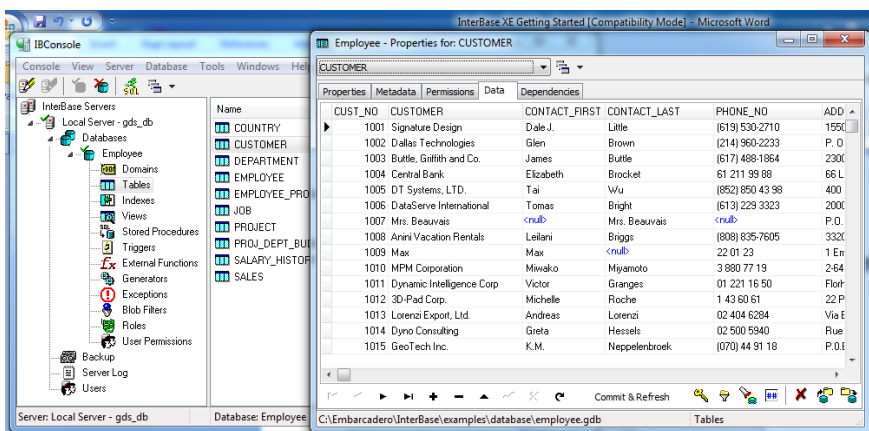 InterBase XE Getting Started [Compatibility Mode] - Microsoft Word
IBConsole
Console View Server Database Tools Windows Help
SQL
InterBase Servers
Local Server - gds_db
Databases
Employee
Domains
Tables
Indexes
Views
Stored Procedures
Triggers
External Functions
Generators
Exceptions
Blob Filters
Roles
User Permissions
Backup
Server Log
Users
Name
COUNTRY
CUSTOMER
DEPARTMENT
EMPLOYEE
EMPLOYEE_PRO
JOB
PROJECT
PROJ_DEPT_BU
SALARY_HISTOR
SALES
Server: Local Server - gds_db Database: Employee
Employee - Properties for: CUSTOMER
CUSTOMER
Properties Metadata Permissions Data Dependencies
CUST_NO CUSTOMER CONTACT_FIRST CONTACT_LAST PHONE_NO ADD
1001 Signature Design Dale J. Little (619) 530-2710 1550
1002 Dallas Technologies Glen Brown (214) 960-2233 P. O
1003 Buttle, Griffith and Co. James Buttle (617) 488-1864 2300
1004 Central Bank Elizabeth Brocket 61 211 99 88 66 L
1005 DT Systems, LTD. Tai Wu (852) 850 43 98 400
1006 DataServe International Tomas Bright (613) 229 3323 2000
1007 Mrs. Beauvais <null> Mrs. Beauvais <null> P.O.
1008 Anini Vacation Rentals Leilani Briggs (808) 835-7605 3320
1009 Max Max <null> 22 01 23 1 Em
1010 MPM Corporation Miwako Miyamoto 3 880 77 19 2-64
1011 Dynamic Intelligence Corp Victor Granges 01 221 16 50 Florh
1012 3D-Pad Corp. Michelle Roche 1 43 60 61 22 P
1013 Lorenzi Export, Ltd. Andreas Lorenzi 02 404 6284 Via E
1014 Dyno Consulting Greta Hessels 02 500 5940 Rue
1015 GeoTech Inc. K.M. Neppelenbroek (070) 44 91 18 P.O.B
Commit & Refresh
C:\Embarcadero\InterBase\examples\database\employee.gdb Tables